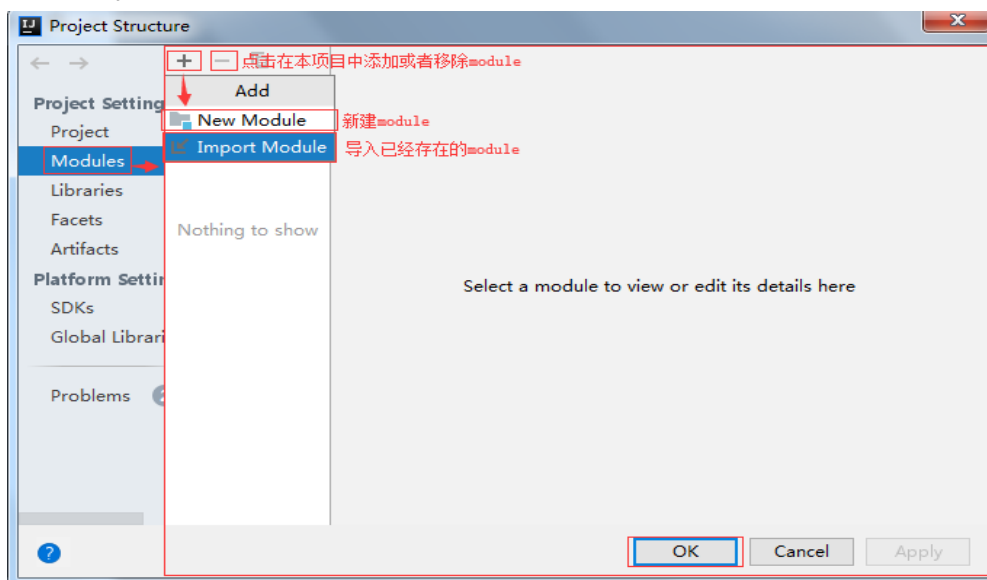 Project Structure
点击在本项目中添加或者移除module
Add
Project Setting
New Module 新建module
Project
Import Module 导入已经存在的module
Modules
Libraries
Facets
Nothing to show
Artifacts
Platform Settin
Select a module to view or edit its details here
SDKs
Global Librari
Problems
OK Cancel Apply